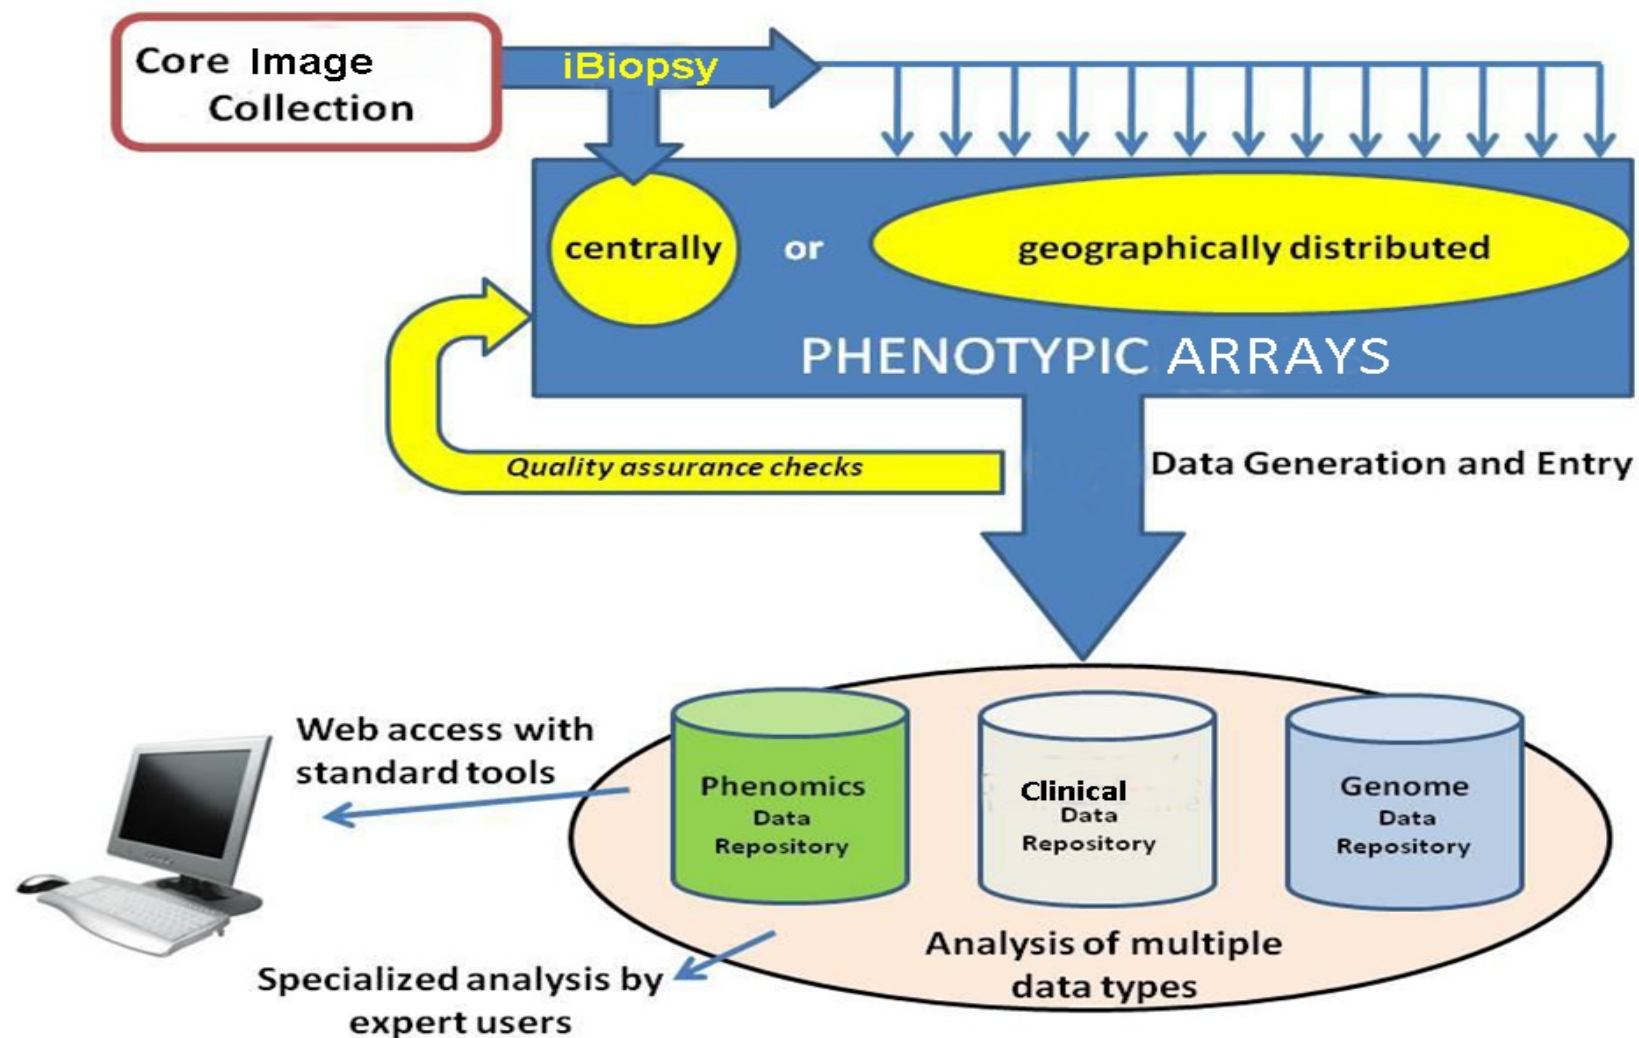 Core Image
Collection
iBiopsy
centrally
or
geographically distributed
PHENOTYPIC ARRAYS
Quality assurance checks
Data Generation and Entry
Web access with
standard tools
Phenomics
Data
Repository
Clinical
Data
Repository
Genome
Data
Repository
Analysis of multiple
data types
Specialized analysis by
expert users